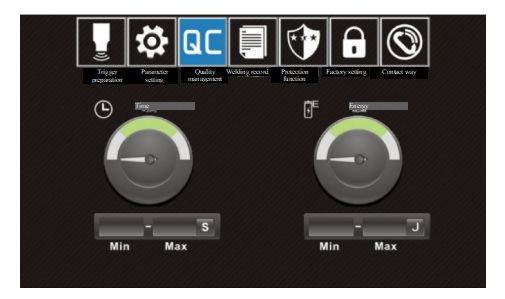 QC
Trigger preparation
Parameter setting
Quality management
Welding record
Protection function
Factory setting
Contact way
Time
E
Energy
- S
- J
Min Max
Min Max